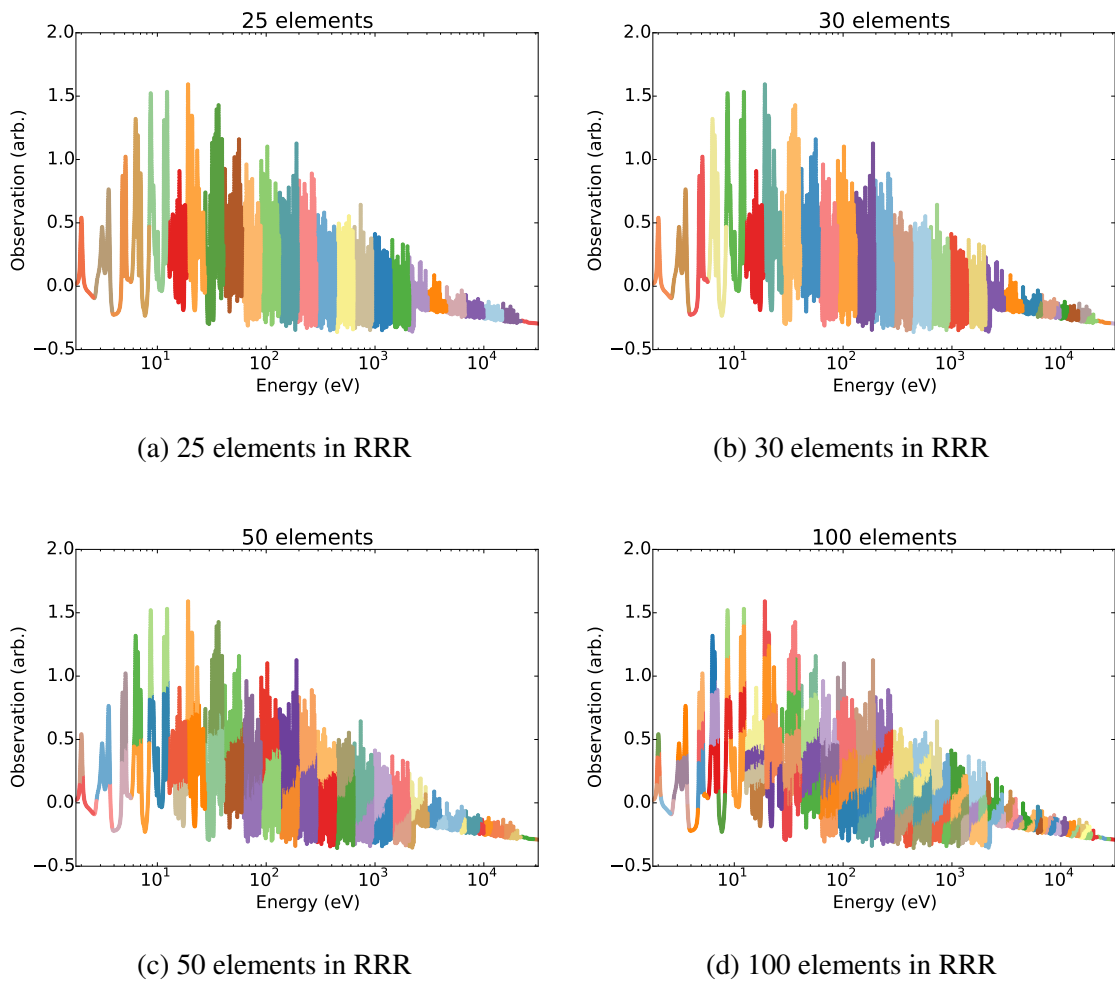 25 elements
2.0
1.5
1.0
0.5
0.0
−0.5
Observation (arb.)
10^1 10^2 10^3 10^4
Energy (eV)
(a) 25 elements in RRR
30 elements
2.0
1.5
1.0
0.5
0.0
−0.5
Observation (arb.)
10^1 10^2 10^3 10^4
Energy (eV)
(b) 30 elements in RRR
50 elements
2.0
1.5
1.0
0.5
0.0
−0.5
Observation (arb.)
10^1 10^2 10^3 10^4
Energy (eV)
(c) 50 elements in RRR
100 elements
2.0
1.5
1.0
0.5
0.0
−0.5
Observation (arb.)
10^1 10^2 10^3 10^4
Energy (eV)
(d) 100 elements in RRR